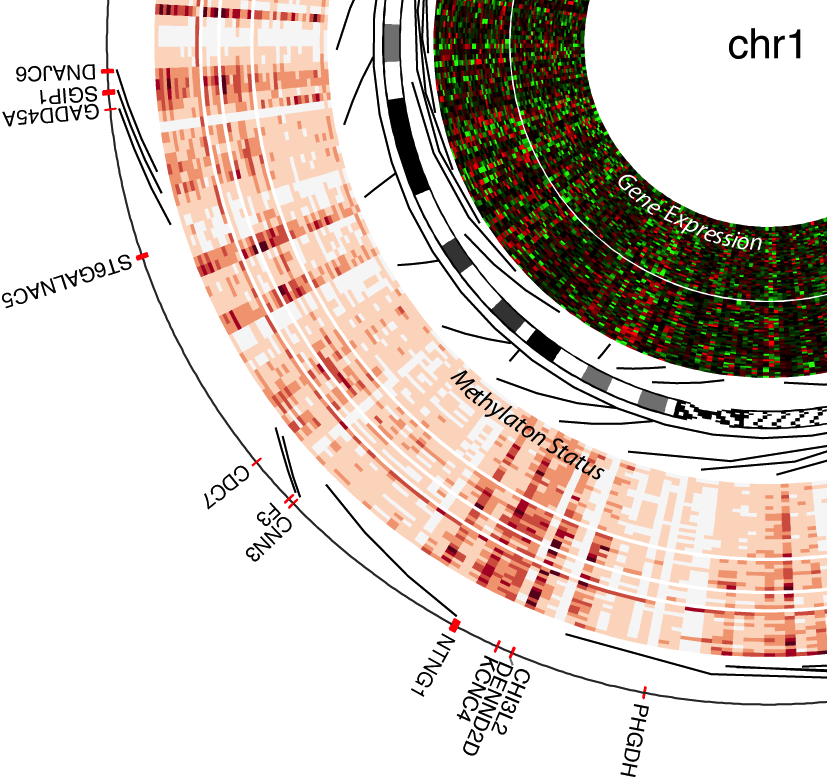 chr1
Gene Expression
Methylaton Status
DNAJC6
SGIP1
GADD45A
ST6GALNAC5
CDC7
F3
CNN3
NTNG1
KCNC4
DENND2D
CHI3L2
PHGDH